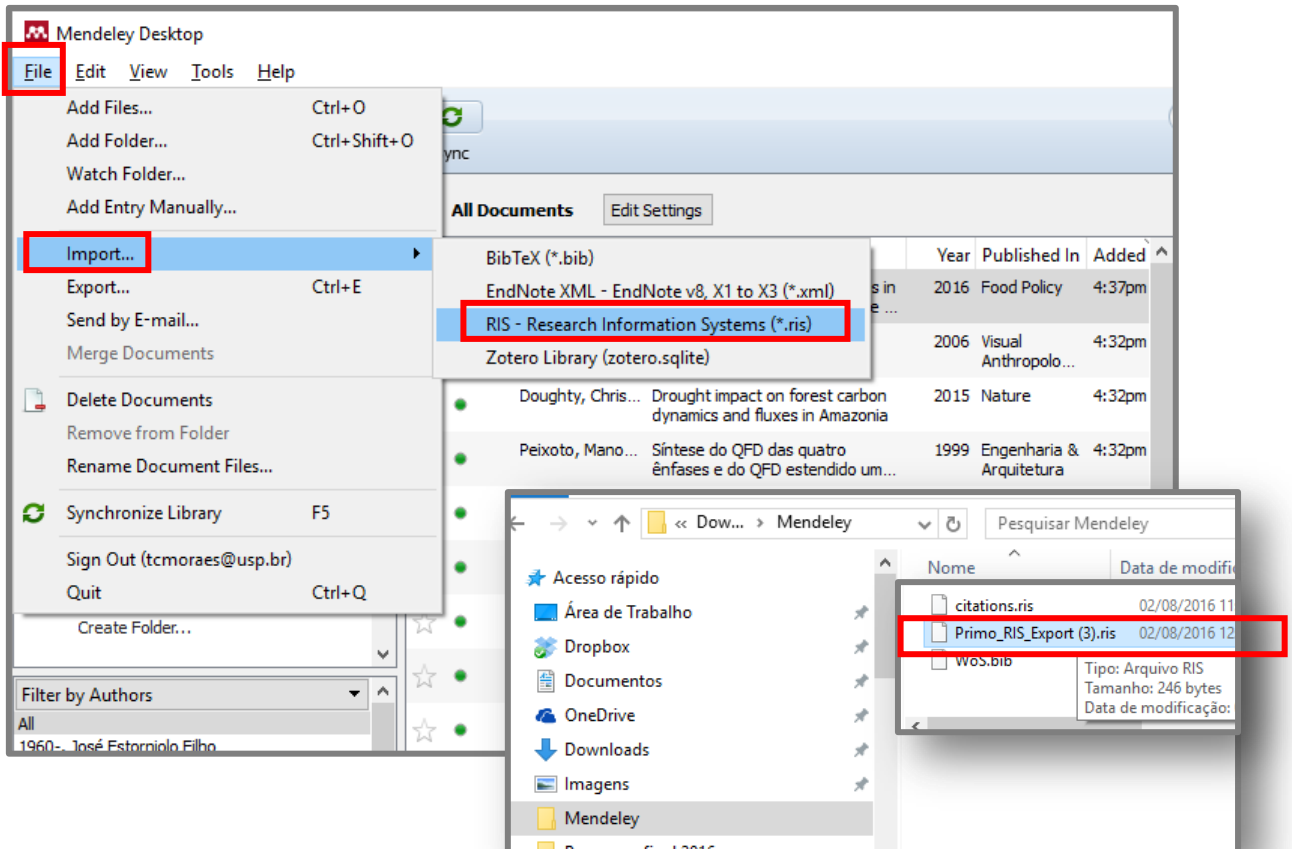 Mendeley Desktop
File Edit View Tools Help
Add Files... Ctrl+O
Add Folder... Ctrl+Shift+O
Watch Folder...
Add Entry Manually...
Import...
Export... Ctrl+E
Send by E-mail...
Merge Documents
Delete Documents
Remove from Folder
Rename Document Files...
Synchronize Library F5
Sign Out (tcmoraes@usp.br)
Quit Ctrl+Q
Create Folder...
Filter by Authors
All
1960-, José Estorniolo Filho
ync
All Documents Edit Settings
BibTeX (*.bib)
EndNote XML - EndNote v8, X1 to X3 (*.xml)
RIS - Research Information Systems (*.ris)
Zotero Library (zotero.sqlite)
Year Published In Added
s in 2016 Food Policy 4:37pm
e ...
2006 Visual 4:32pm
Anthropolo...
Doughty, Chris... Drought impact on forest carbon 2015 Nature 4:32pm
dynamics and fluxes in Amazonia
Peixoto, Mano... Síntese do QFD das quatro 1999 Engenharia & 4:32pm
ênfases e do QFD estendido um... Arquitetura
« Dow... › Mendeley Pesquisar Mendeley
Acesso rápido
Área de Trabalho
Dropbox
Documentos
OneDrive
Downloads
Imagens
Mendeley
Nome Data de modifi
citations.ris 02/08/2016 11
Primo_RIS_Export (3).ris 02/08/2016 12
WoS.bib
Tipo: Arquivo RIS
Tamanho: 246 bytes
Data de modificação: